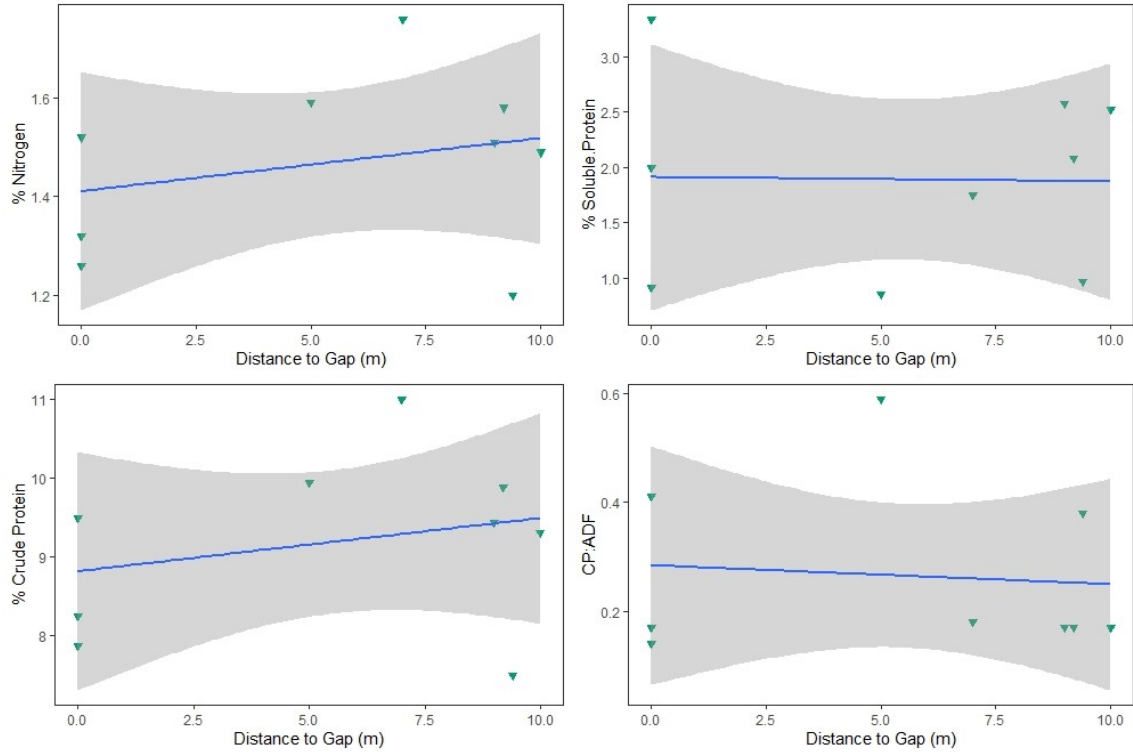 % Nitrogen
1.6
1.4
1.2
0.0 2.5 5.0 7.5 10.0
Distance to Gap (m)
% Soluble.Protein
3.0
2.5
2.0
1.5
1.0
0.0 2.5 5.0 7.5 10.0
Distance to Gap (m)
% Crude Protein
11
10
9
8
0.0 2.5 5.0 7.5 10.0
Distance to Gap (m)
CP:ADF
0.6
0.4
0.2
0.0 2.5 5.0 7.5 10.0
Distance to Gap (m)